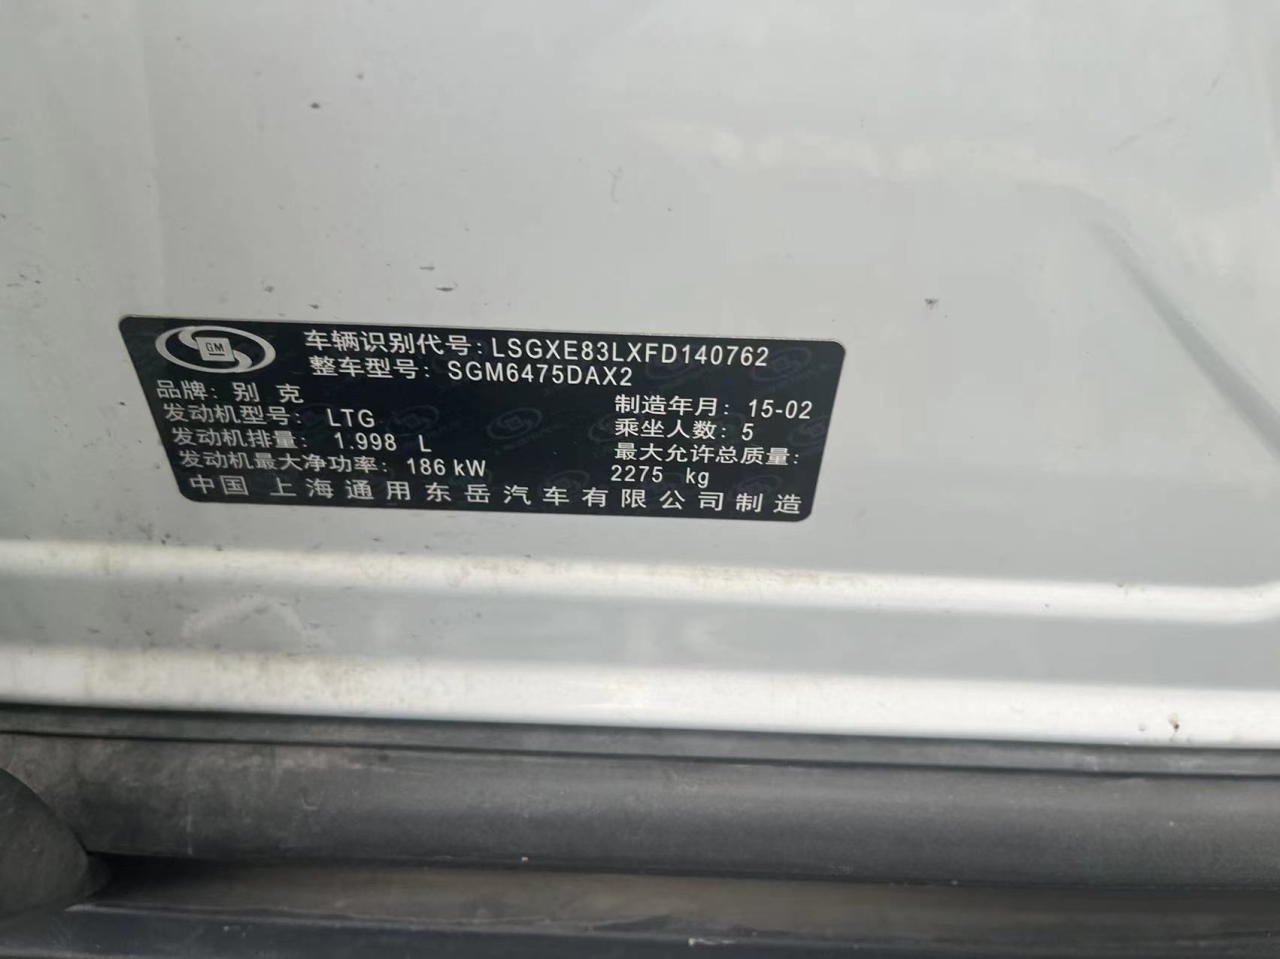 GM
车辆识别代号:LSGXE83LXFD140762
整车型号: SGM6475DAX2
品牌: 别 克
制造年月: 15-02
发动机型号: LTG
乘坐人数: 5
发动机排量: 1.998 L
最大允许总质量:
发动机最大净功率: 186 kW
2275 kg
中国 上海通用东岳汽车有限公司制造